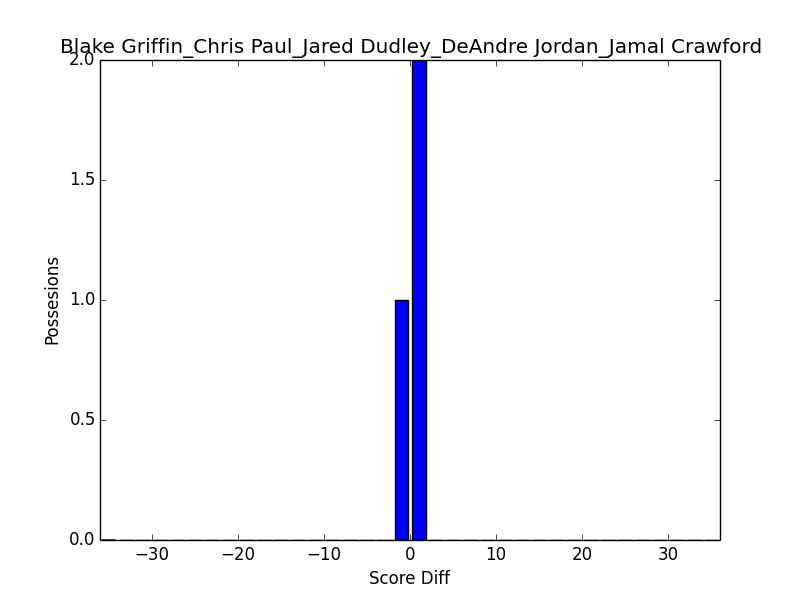 Blake Griffin_Chris Paul_Jared Dudley_DeAndre Jordan_Jamal Crawford
2.0
1.5
1.0
0.5
0.0
Possesions
−30 −20 −10 0 10 20 30
Score Diff